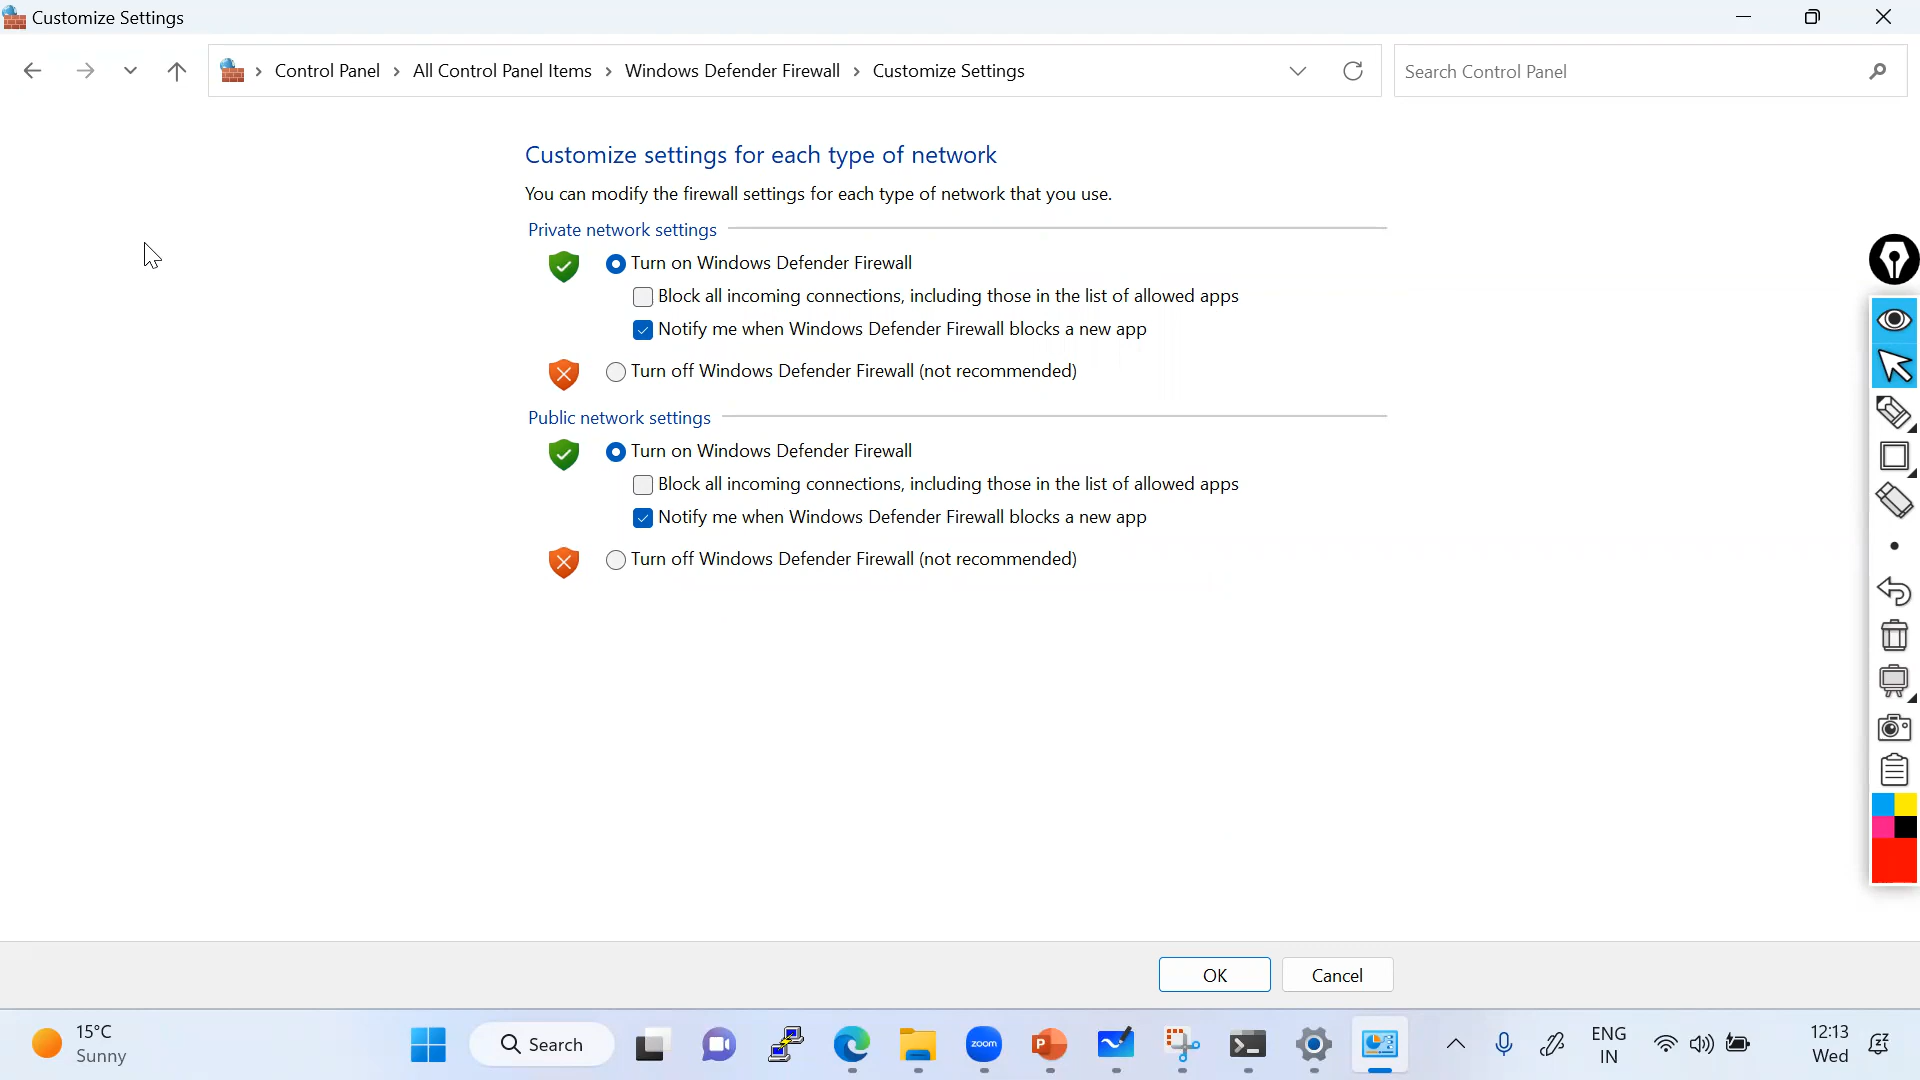 Customize Settings
Control Panel > All Control Panel Items > Windows Defender Firewall > Customize Settings
Search Control Panel
Customize settings for each type of network
You can modify the firewall settings for each type of network that you use.
Private network settings
Turn on Windows Defender Firewall
Block all incoming connections, including those in the list of allowed apps
Notify me when Windows Defender Firewall blocks a new app
Turn off Windows Defender Firewall (not recommended)
Public network settings
Turn on Windows Defender Firewall
Block all incoming connections, including those in the list of allowed apps
Notify me when Windows Defender Firewall blocks a new app
Turn off Windows Defender Firewall (not recommended)
OK
Cancel
15°C
Sunny
Search
zoom
P
ENG
IN
12:13
Wed